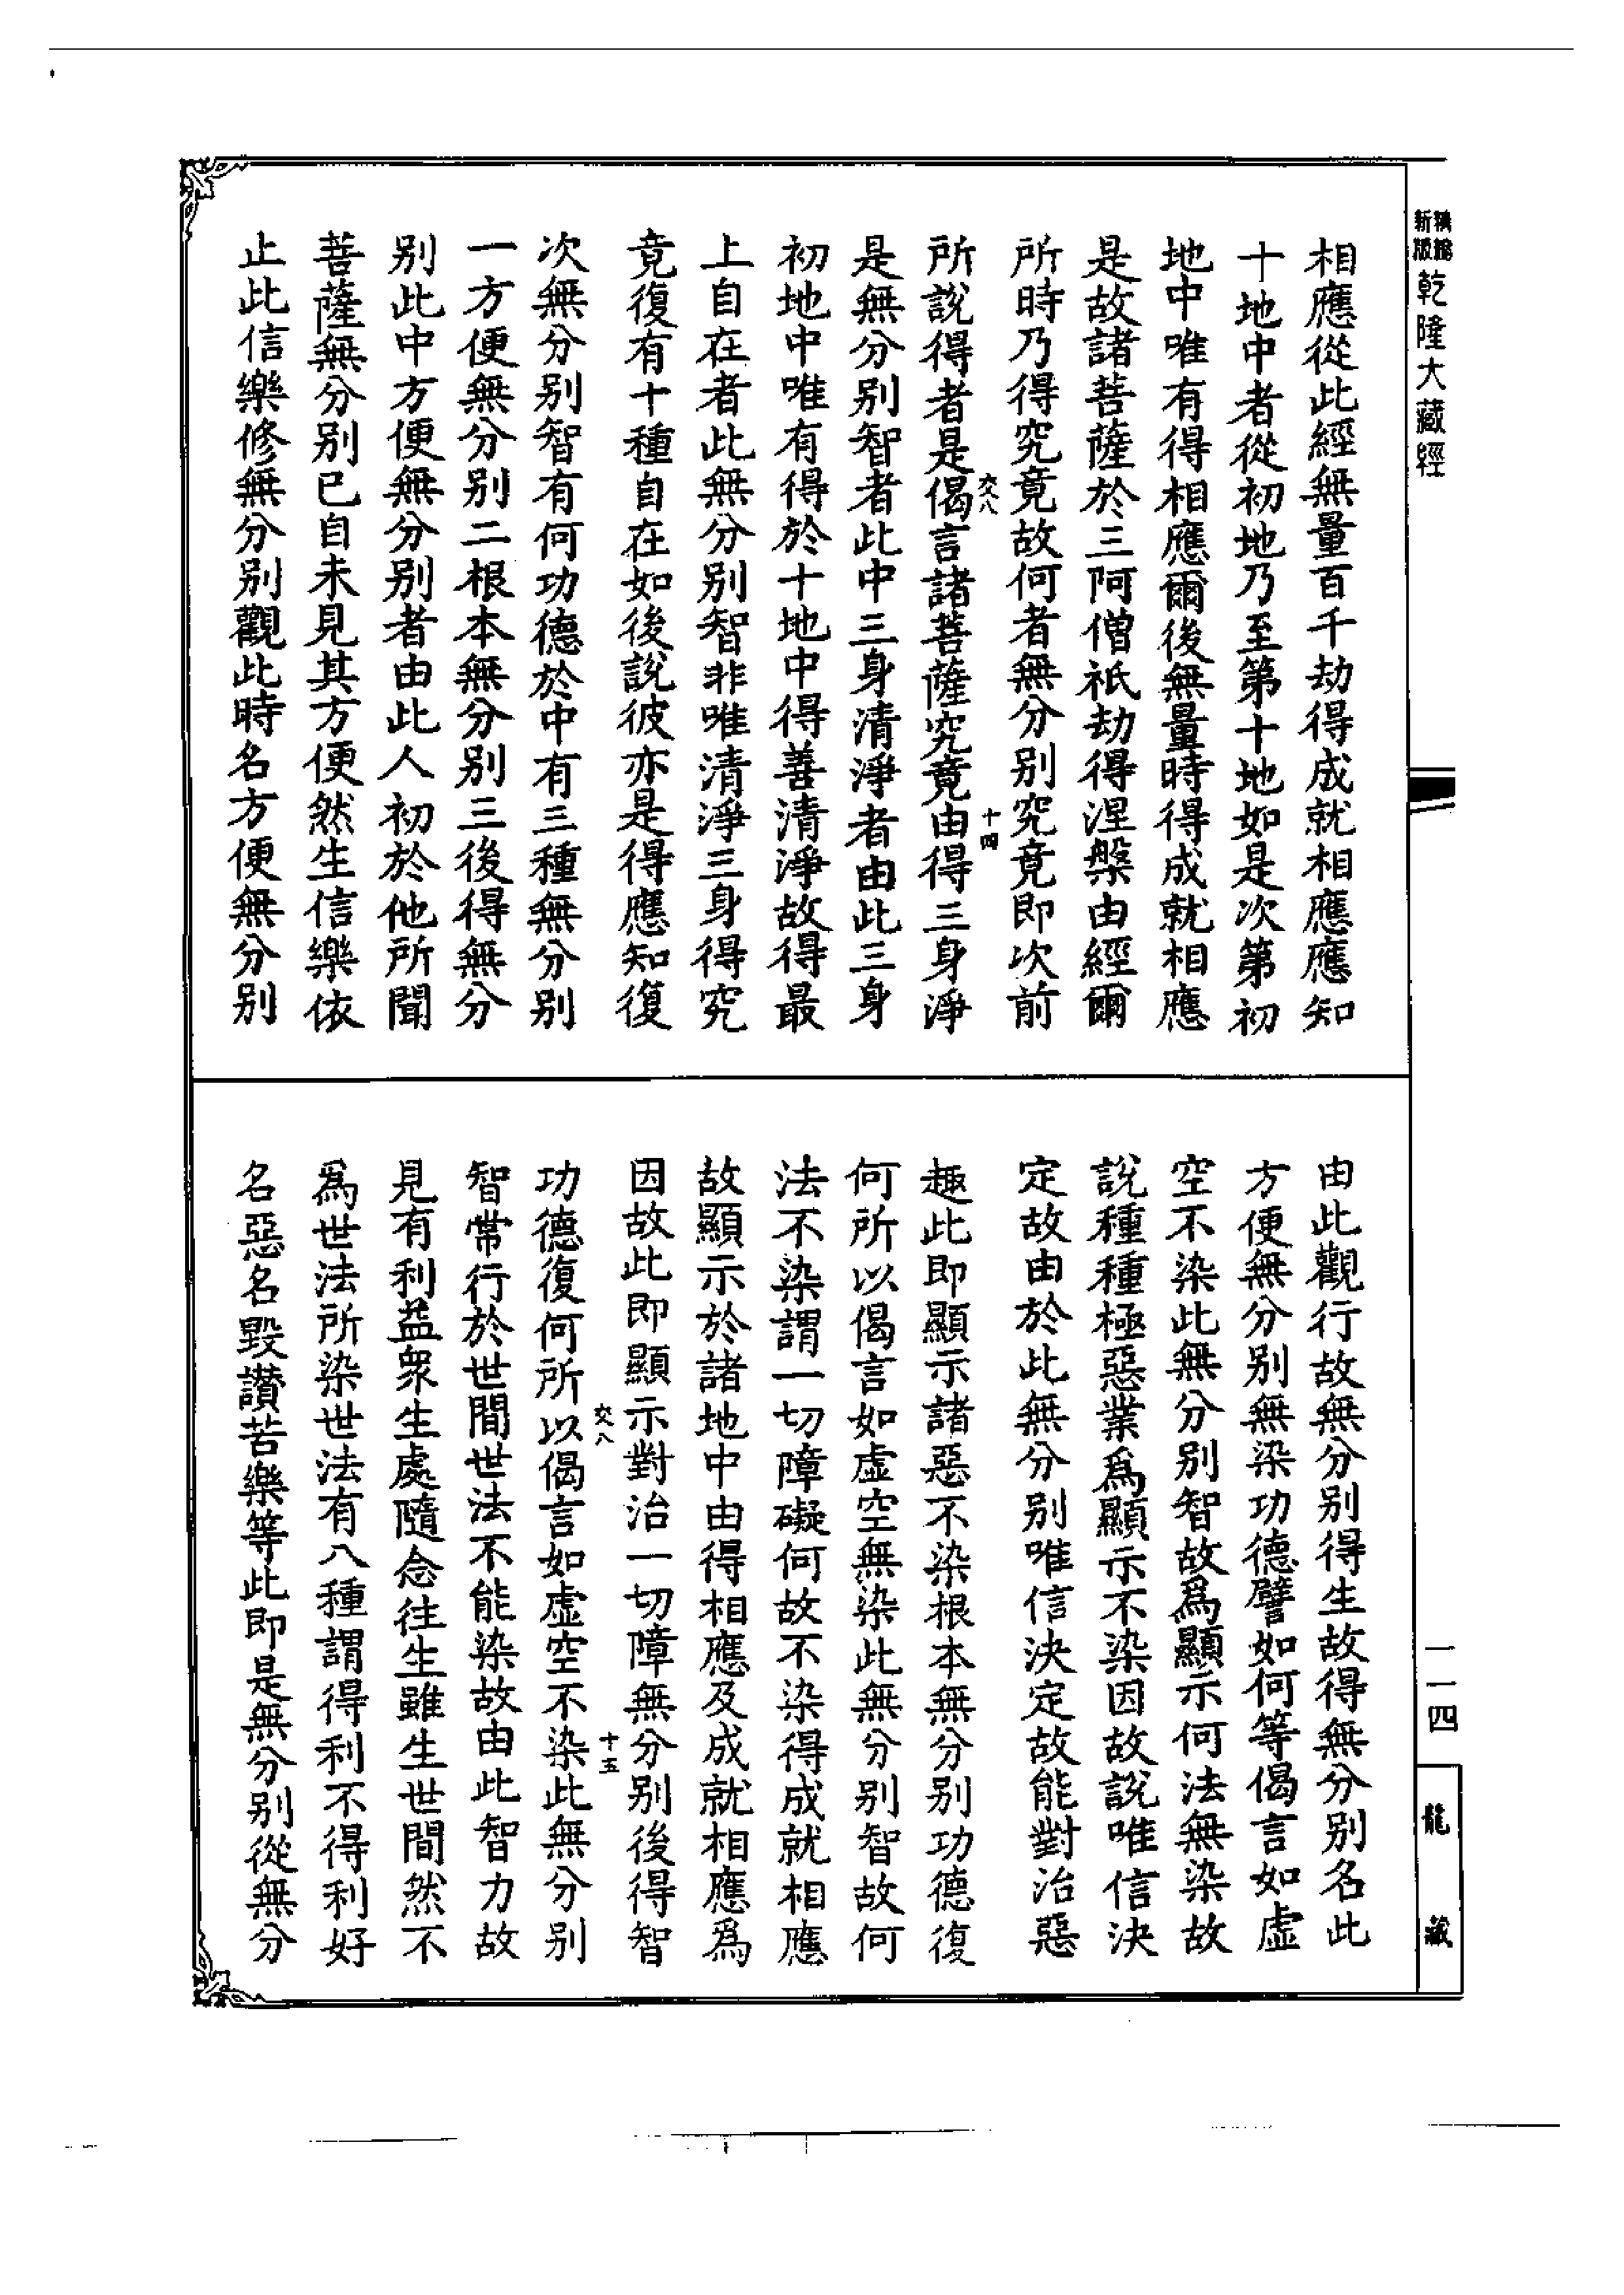 新版
乾隆大藏經
相應從此經無量百千劫得成就相應應知
十地中者從初地乃至第十地如是次第初
地中唯有得相應爾後無量時得成就相應
是故諸菩薩於三阿僧祇劫得涅槃由經爾
所時乃得究竟故何者無分別究竟即次前
交八
十四
所說得者是偈言諸菩薩究竟由得三身淨
是無分別智者此中三身清淨者由此三身
初地中唯有得於十地中得善清淨故得最
上自在者此無分別智非唯清淨三身得究
竟復有十種自在如後說彼亦是得應知復
次無分別智有何功德於中有三種無分別
一方便無分別二根本無分別三後得無分
別此中方便無分別者由此人初於他所聞
菩薩無分別已自未見其方便然生信樂依
止此信樂修無分別觀此時名方便無分別
由此觀行故無分別得生故得無分別名此
方便無分別無染功德譬如何等偈言如虛
空不染此無分別智故爲顯示何法無染故
說種種極惡業爲顯示不染因故說唯信決
定故由於此無分別唯信決定故能對治惡
趣此即顯示諸惡不染根本無分別功德復
何所以偈言如虛空無染此無分別智故何
法不染謂一切障礙何故不染得成就相應
故顯示於諸地中由得相應及成就相應爲
因故此即顯示對治一切障無分別後得智
交八
十五
功德復何所以偈言如虛空不染此無分別
智常行於世間世法不能染故由此智力故
見有利益衆生處隨念往生雖生世間然不
爲世法所染世法有八種謂得利不得利好
名惡名毀讚苦樂等此即是無分別從無分
一一四
龍藏